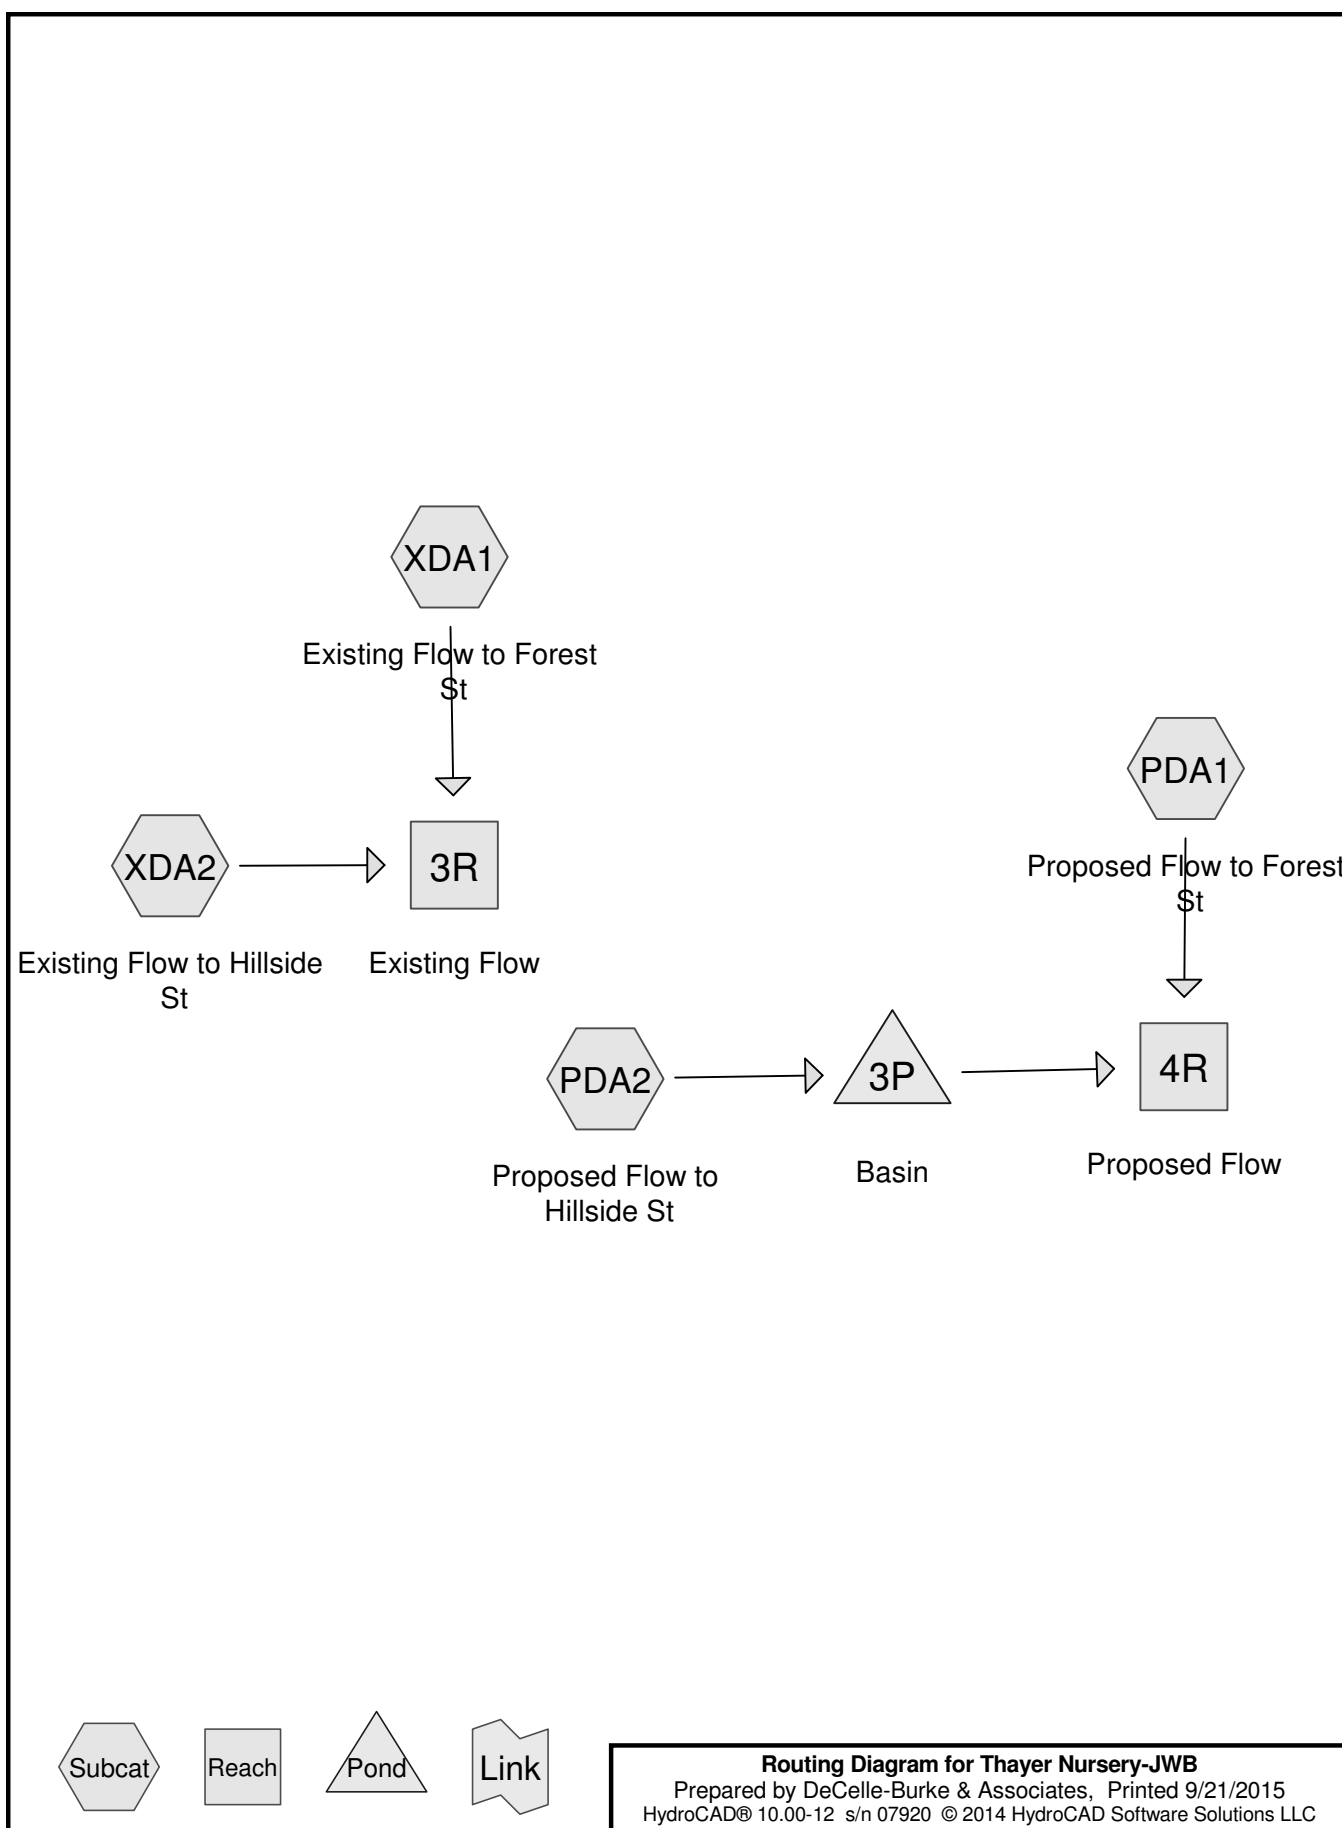 XDA1
Existing Flow to Forest
St
PDA1
Proposed Flow to Forest
St
XDA2
Existing Flow to Hillside
St
3R
Existing Flow
PDA2
Proposed Flow to
Hillside St
3P
Basin
4R
Proposed Flow
Subcat
Reach
Pond
Link
Routing Diagram for Thayer Nursery-JWB
Prepared by DeCelle-Burke & Associates, Printed 9/21/2015
HydroCAD® 10.00-12 s/n 07920 © 2014 HydroCAD Software Solutions LLC